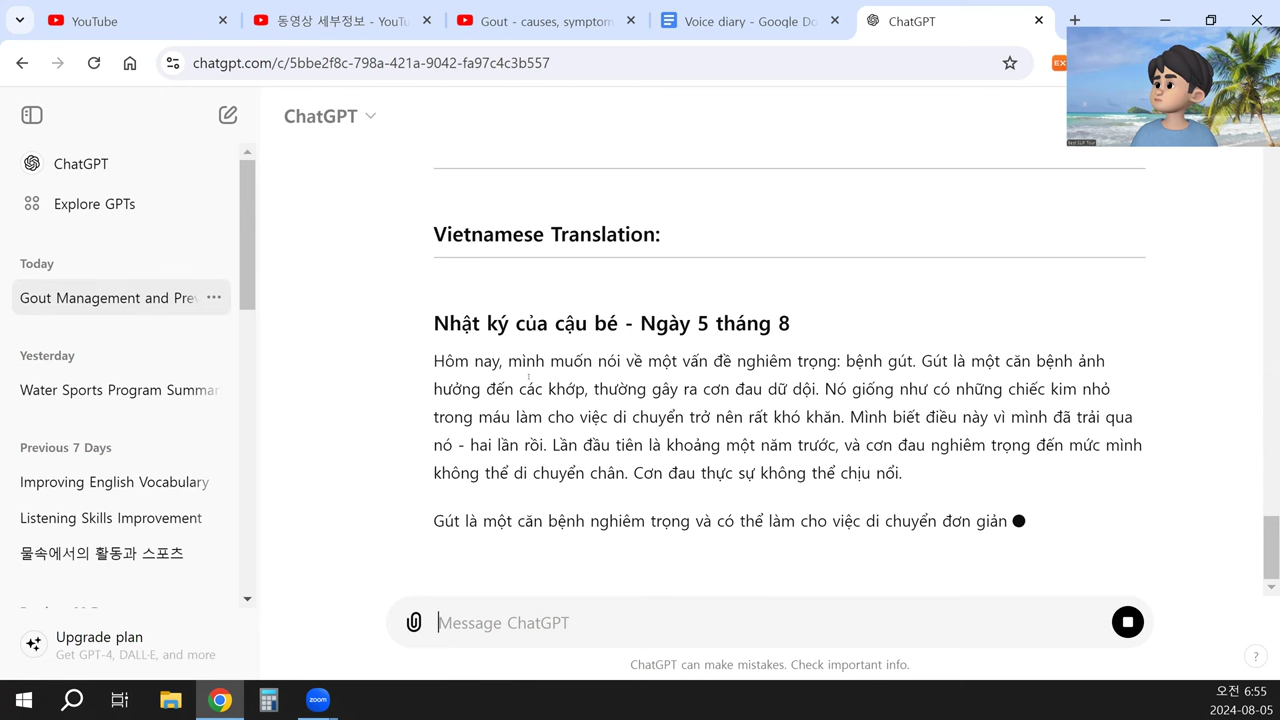 YouTube
동영상 세부정보 - YouTu
Gout - causes, symptom
Voice diary - Google Do
ChatGPT
chatgpt.com/c/5bbe2f8c-798a-421a-9042-fa97c4c3b557
EX
ChatGPT
ChatGPT
Explore GPTs
Today
Gout Management and Prev
Yesterday
Water Sports Program Summar
Previous 7 Days
Improving English Vocabulary
Listening Skills Improvement
물속에서의 활동과 스포츠
Upgrade plan
Get GPT-4, DALL·E, and more
Vietnamese Translation:
Nhật ký của cậu bé - Ngày 5 tháng 8
Hôm nay, mình muốn nói về một vấn đề nghiêm trọng: bệnh gút. Gút là một căn bệnh ảnh
hưởng đến các khớp, thường gây ra cơn đau dữ dội. Nó giống như có những chiếc kim nhỏ
trong máu làm cho việc di chuyển trở nên rất khó khăn. Mình biết điều này vì mình đã trải qua
nó - hai lần rồi. Lần đầu tiên là khoảng một năm trước, và cơn đau nghiêm trọng đến mức mình
không thể di chuyển chân. Cơn đau thực sự không thể chịu nổi.
Gút là một căn bệnh nghiêm trọng và có thể làm cho việc di chuyển đơn giản
Message ChatGPT
ChatGPT can make mistakes. Check important info.
?
zoom
오전 6:55
2024-08-05